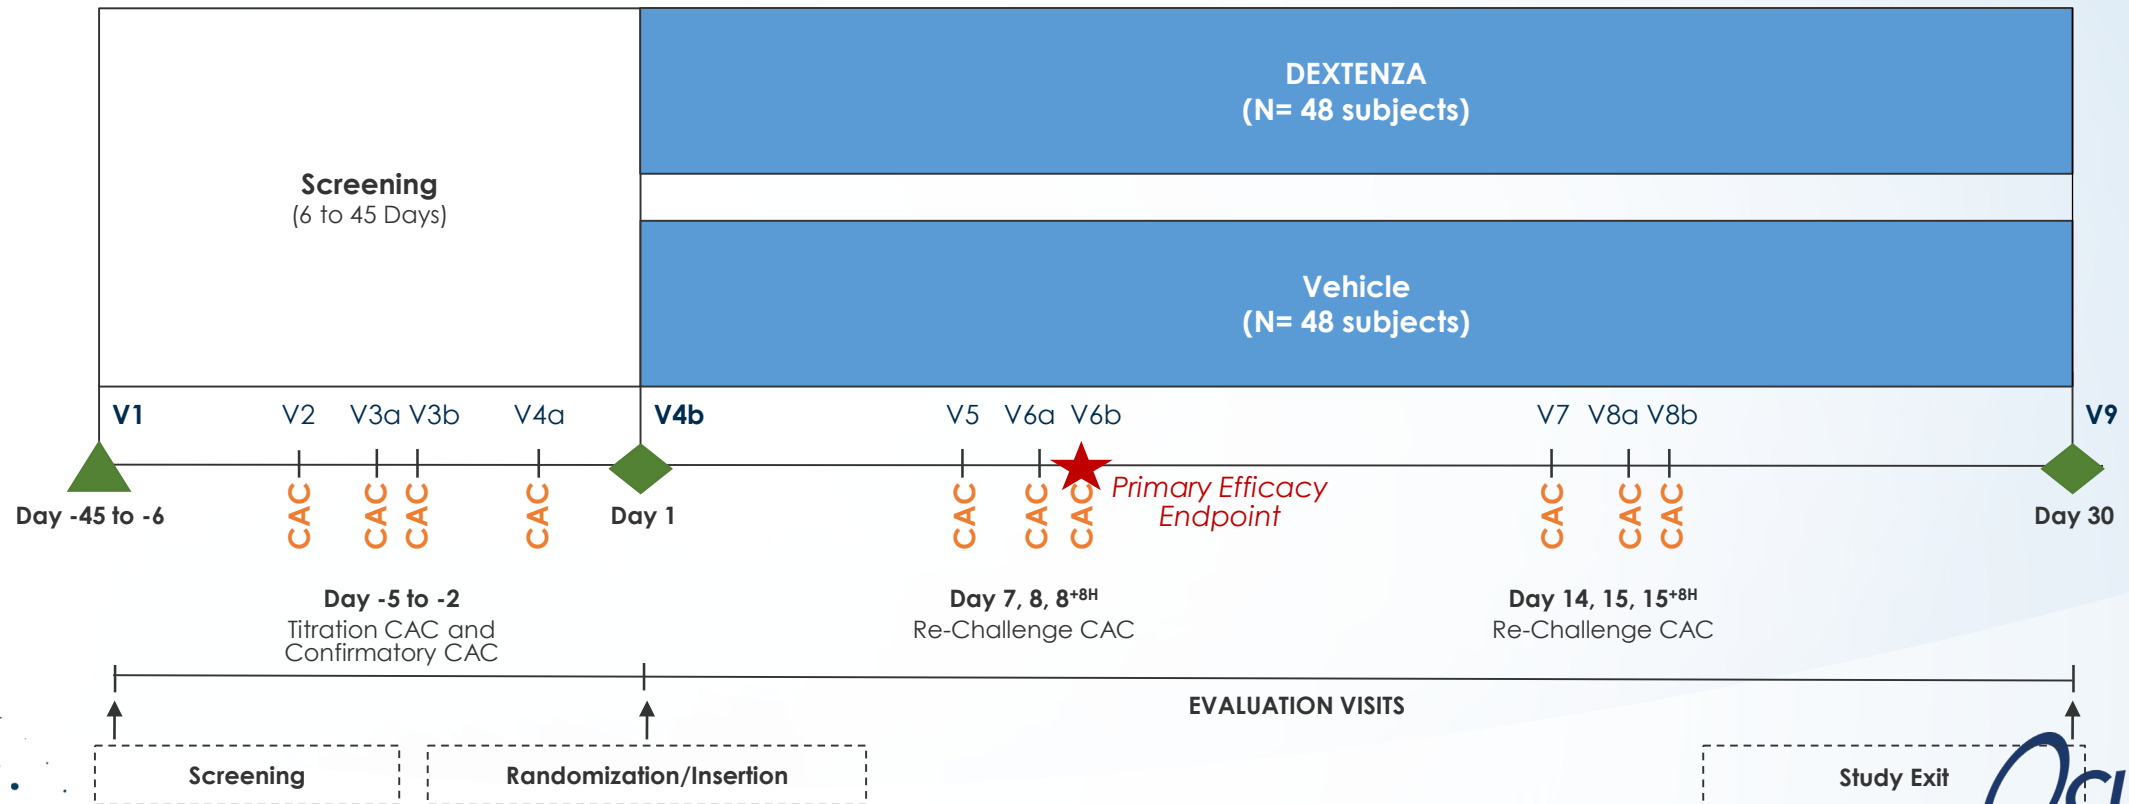 DEXTENZA
(N= 48 subjects)
Screening
(6 to 45 Days)
Vehicle
(N= 48 subjects)
V1
V2
V3a
V3b
V4a
V4b
V5
V6a
V6b
V7
V8a
V8b
V9
CAC
CAC
CAC
CAC
CAC
CAC
CAC
CAC
CAC
CAC
Primary Efficacy
Endpoint
Day -45 to -6
Day 1
Day 30
Day -5 to -2
Titration CAC and
Confirmatory CAC
Day 7, 8, 8+8H
Re-Challenge CAC
Day 14, 15, 15+8H
Re-Challenge CAC
EVALUATION VISITS
Screening
Randomization/Insertion
Study Exit